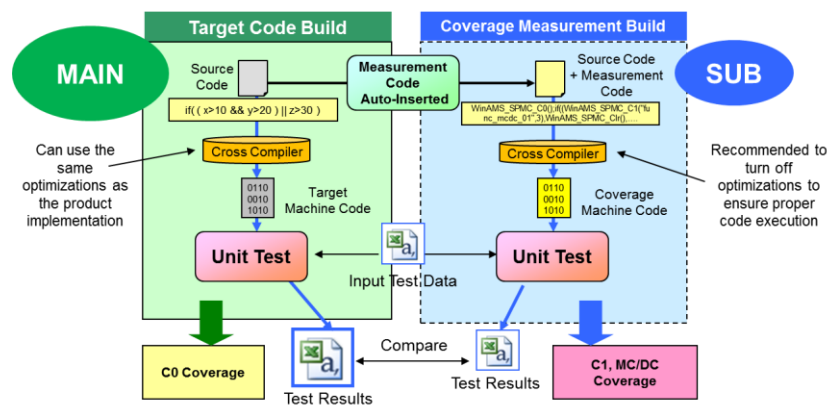 Target Code Build
Coverage Measurement Build
MAIN
SUB
Source
Code
Measurement
Code
Auto-Inserted
Source Code
+ Measurement
Code
if( ( x>10 && y>20 ) || z>30 )
WinAMS_SPMC_C0();if((WinAMS_SPMC_C1("fu
nc_mcdc_01",3),WinAMS_SPMC_Clr().....
Can use the
same
optimizations as
the product
implementation
Cross Compiler
Cross Compiler
Recommended to
turn off
optimizations to
ensure proper
code execution
0110
0010
1010
Target
Machine Code
Coverage
Machine Code
0110
0010
1010
Unit Test
a,
Input Test Data
Unit Test
C0 Coverage
a,
Test Results
Compare
a,
Test Results
C1, MC/DC
Coverage